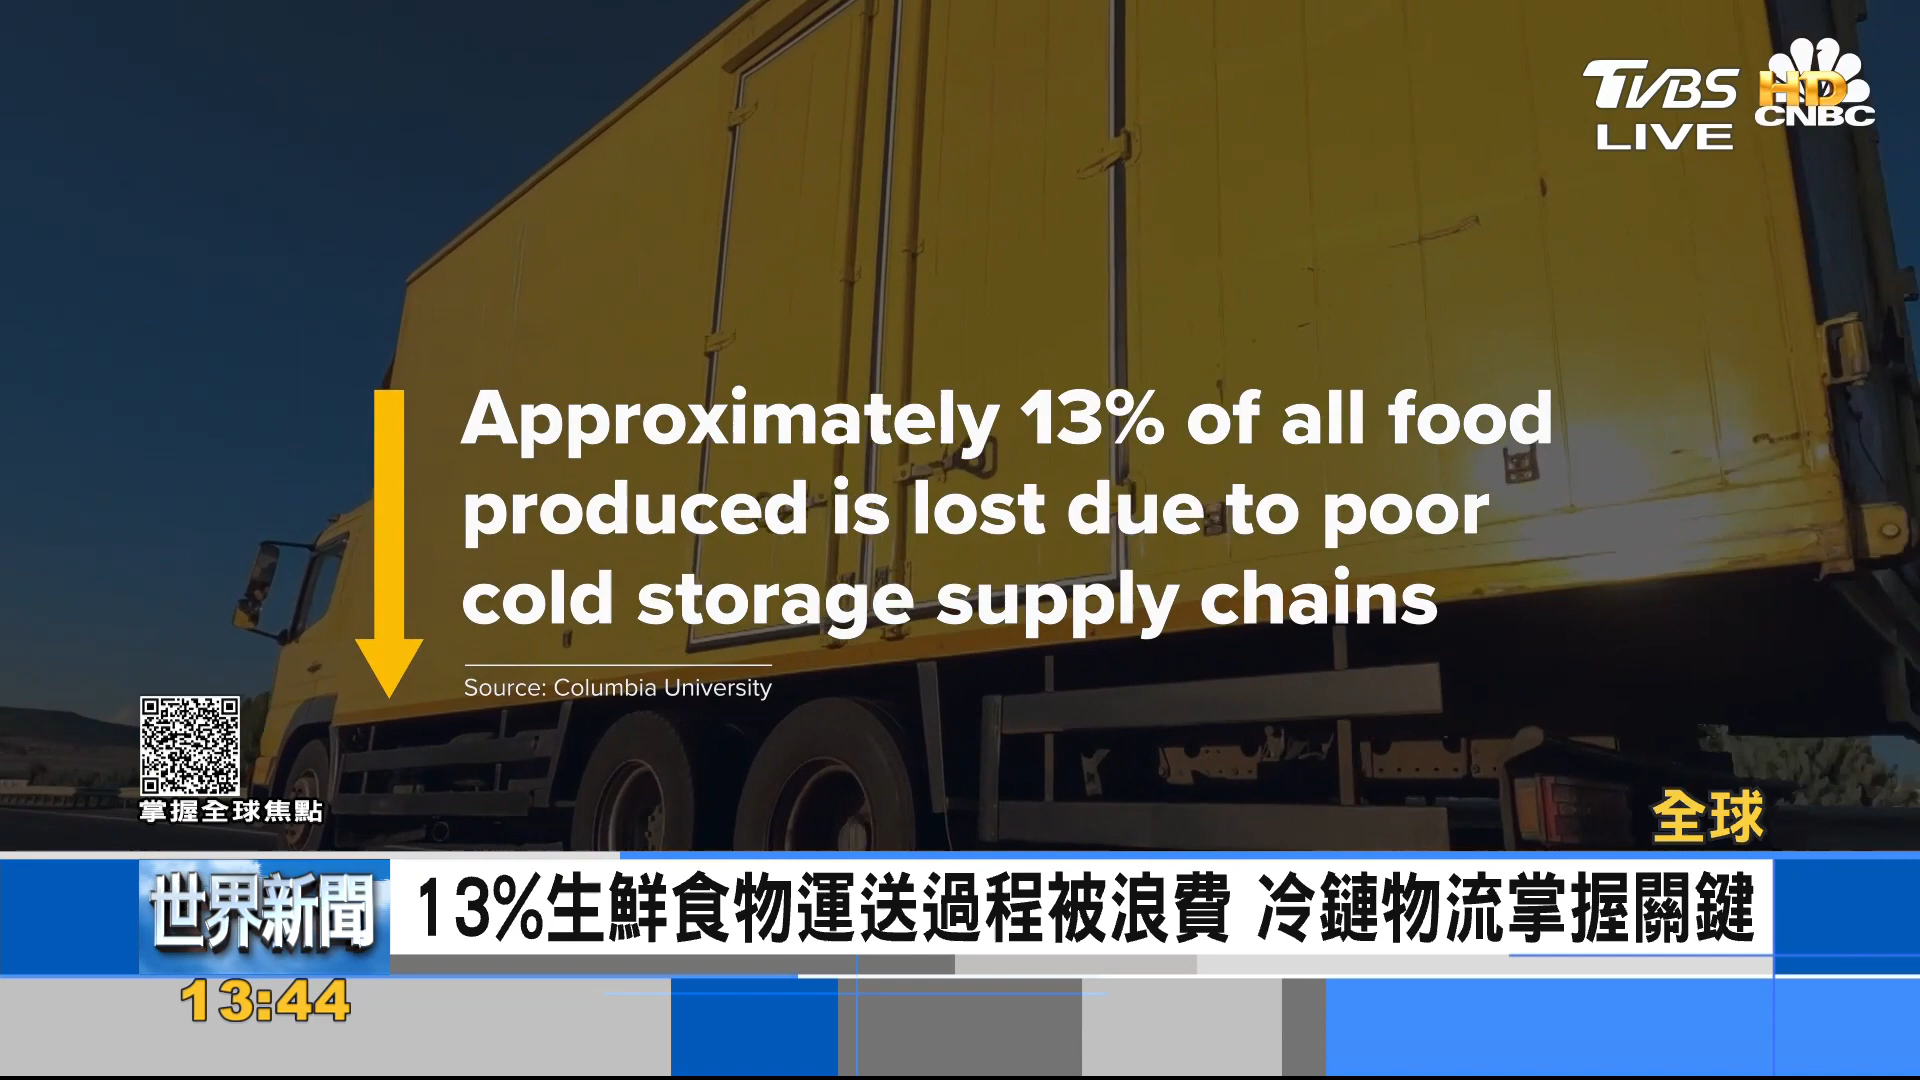 TVBS
HD
CNBC
LIVE
Approximately 13% of all food
produced is lost due to poor
cold storage supply chains
Source: Columbia University
掌握全球焦點
全球
世界新聞
13%生鮮食物運送過程被浪費 冷鏈物流掌握關鍵
13:44